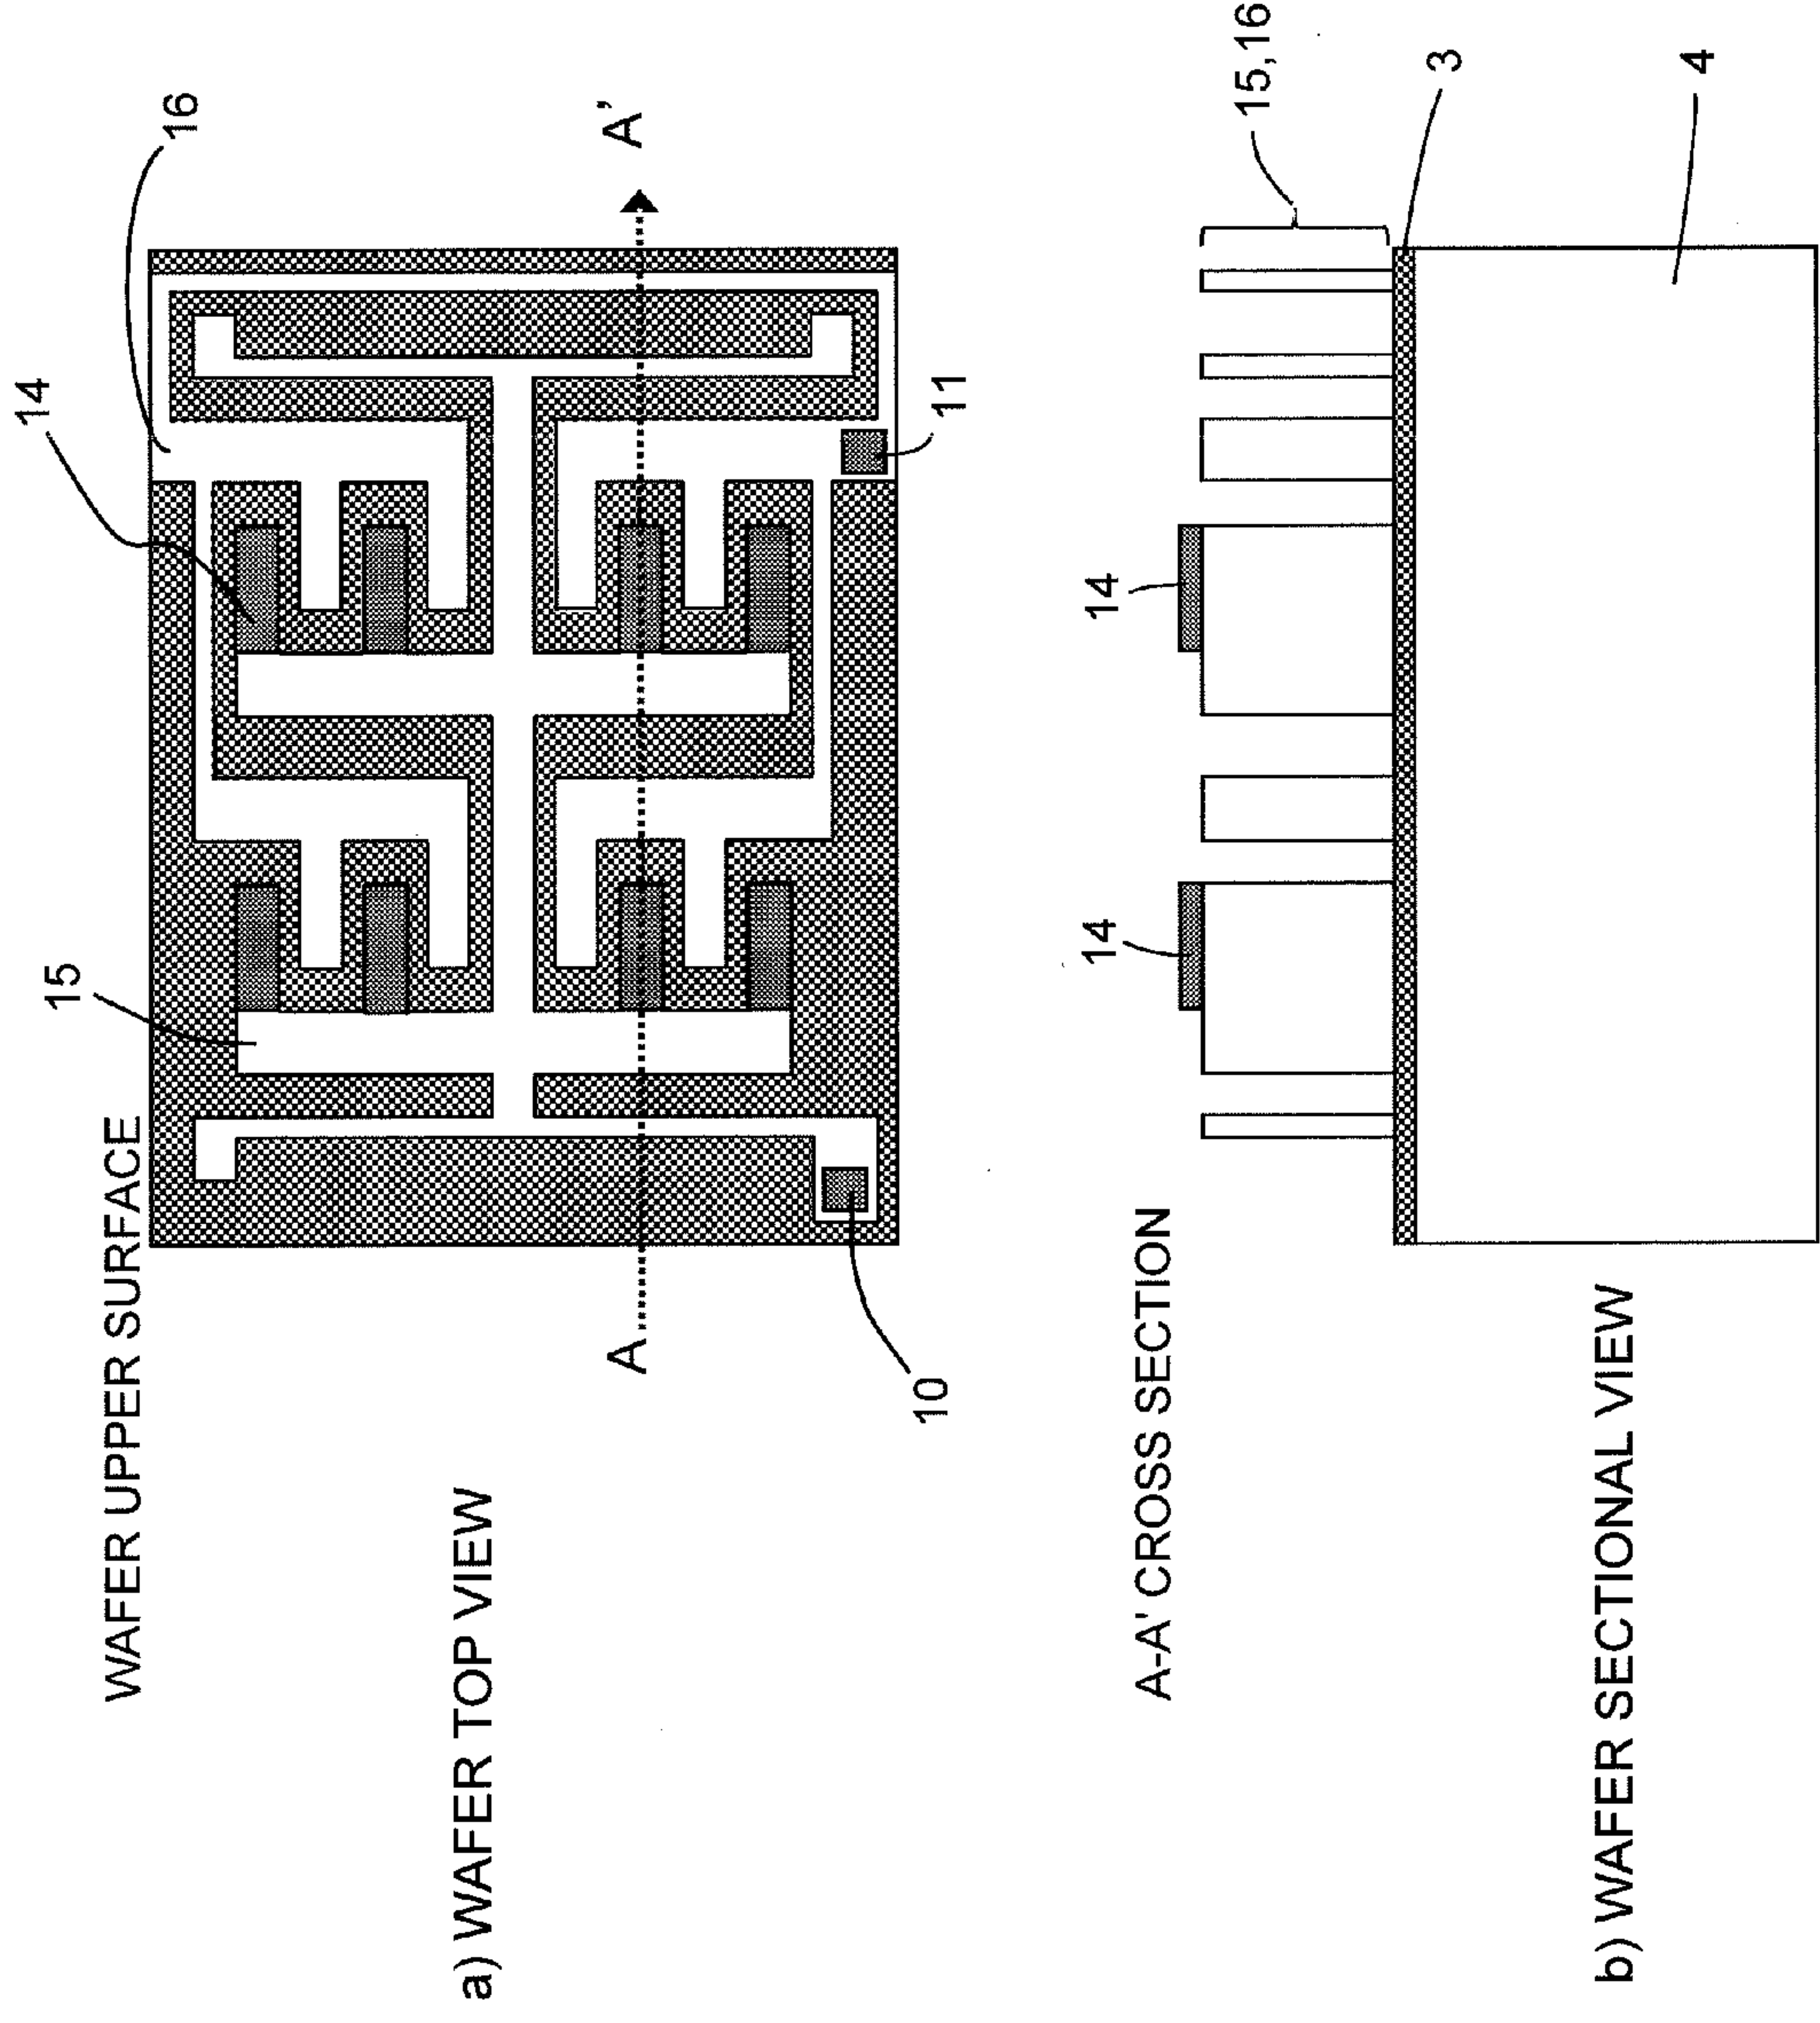 WAFER UPPER SURFACE
15
14
16
a) WAFER TOP VIEW
A
A'
10
11
A-A' CROSS SECTION
14
14
15,16
3
4
b) WAFER SECTIONAL VIEW